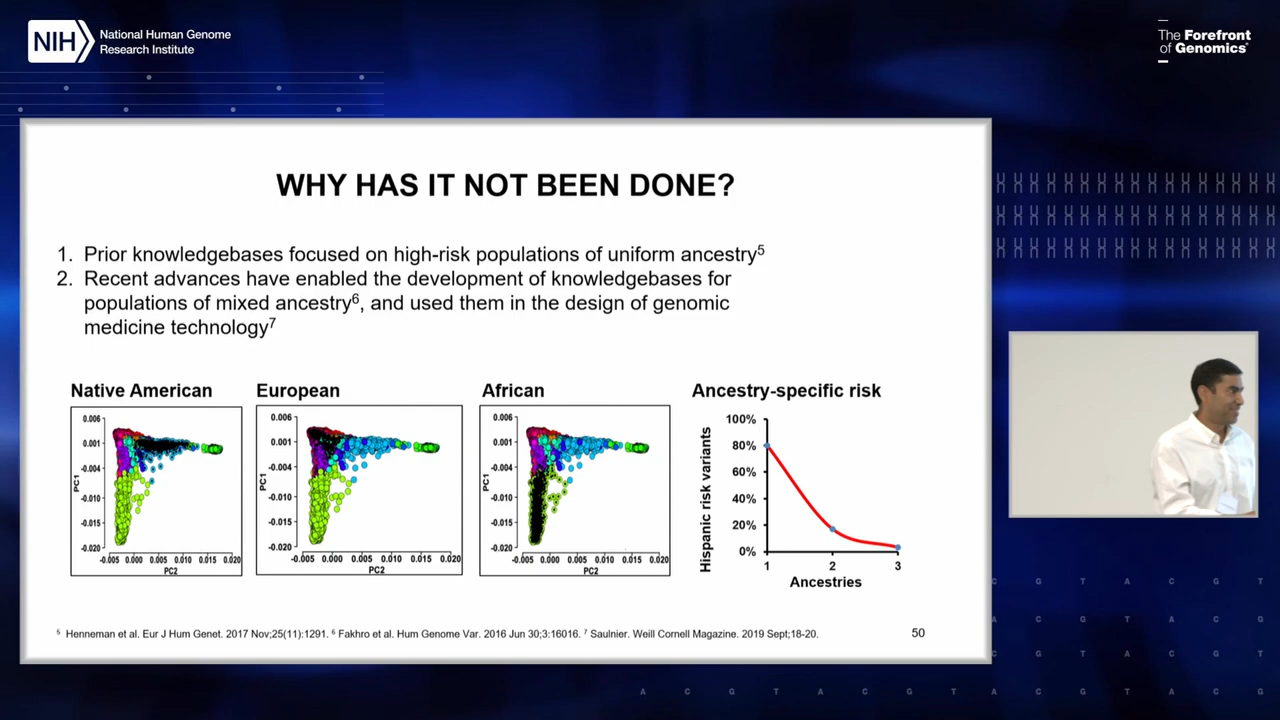 NIH
National Human Genome
Research Institute
The Forefront
of Genomics®
WHY HAS IT NOT BEEN DONE?
1. Prior knowledgebases focused on high-risk populations of uniform ancestry5
2. Recent advances have enabled the development of knowledgebases for
populations of mixed ancestry6, and used them in the design of genomic
medicine technology7
Native American
0.006
0.001
-0.004
-0.010
-0.015
-0.020
PC1
-0.005 0.000 0.005 0.010 0.015 0.020
PC2
European
0.006
0.001
-0.004
-0.010
-0.015
-0.020
PC1
-0.005 0.000 0.005 0.010 0.015 0.020
PC2
African
0.006
0.001
-0.004
-0.010
-0.015
-0.020
PC1
-0.005 0.000 0.005 0.010 0.015 0.020
PC2
Ancestry-specific risk
Hispanic risk variants
100%
80%
60%
40%
20%
0%
1 2 3
Ancestries
5 Henneman et al. Eur J Hum Genet. 2017 Nov;25(11):1291. 6 Fakhro et al. Hum Genome Var. 2016 Jun 30;3:16016. 7 Saulnier. Weill Cornell Magazine. 2019 Sept;18-20.
50
C G T A C G T
A C G T A C G
C G T A C G T
A C G T A C G T A C G T A C G